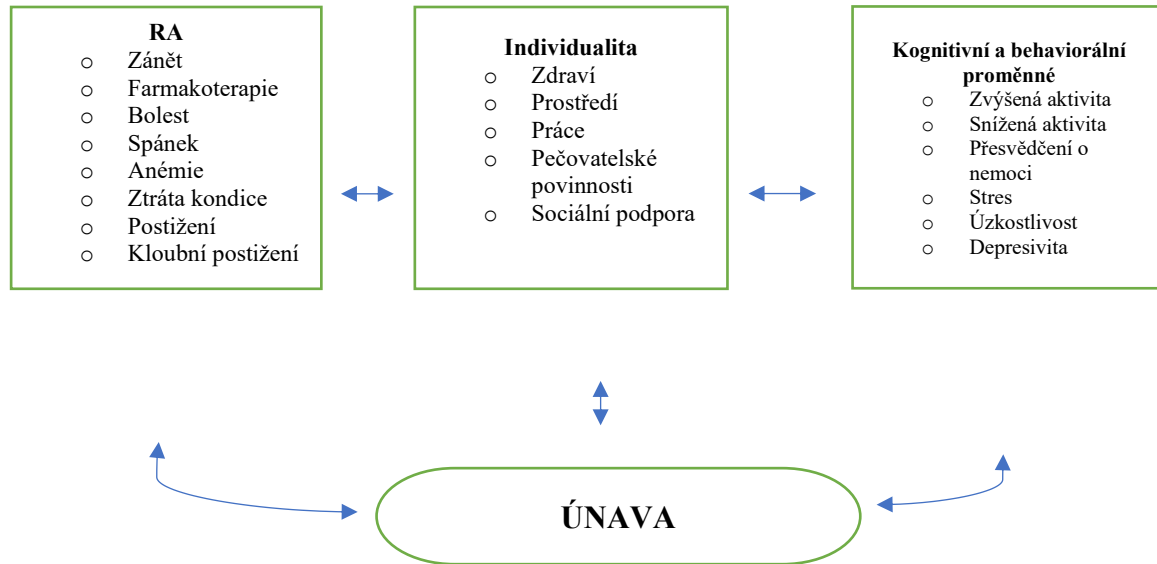 RA
o Zánět
o Farmakoterapie
o Bolest
o Spánek
o Anémie
o Ztráta kondice
o Postižení
o Kloubní postižení
Individualita
o Zdraví
o Prostředí
o Práce
o Pečovatelské
povinnosti
o Sociální podpora
Kognitivní a behaviorální
proměnné
o Zvýšená aktivita
o Snížená aktivita
o Přesvědčení o
nemoci
o Stres
o Úzkostlivost
o Depresivita
ÚNAVA